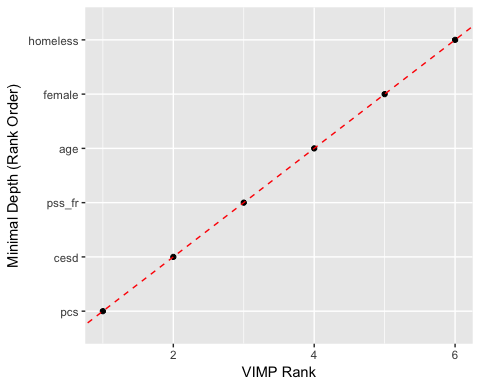 Minimal Depth (Rank Order)
homeless
female
age
pss_fr
cesd
pcs
2 4 6
VIMP Rank